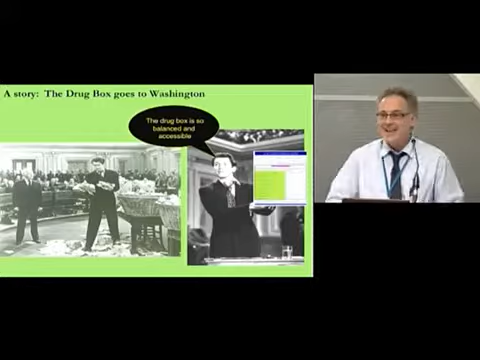 A story: The Drug Box goes to Washington
The drug box is so
balanced and
accessible